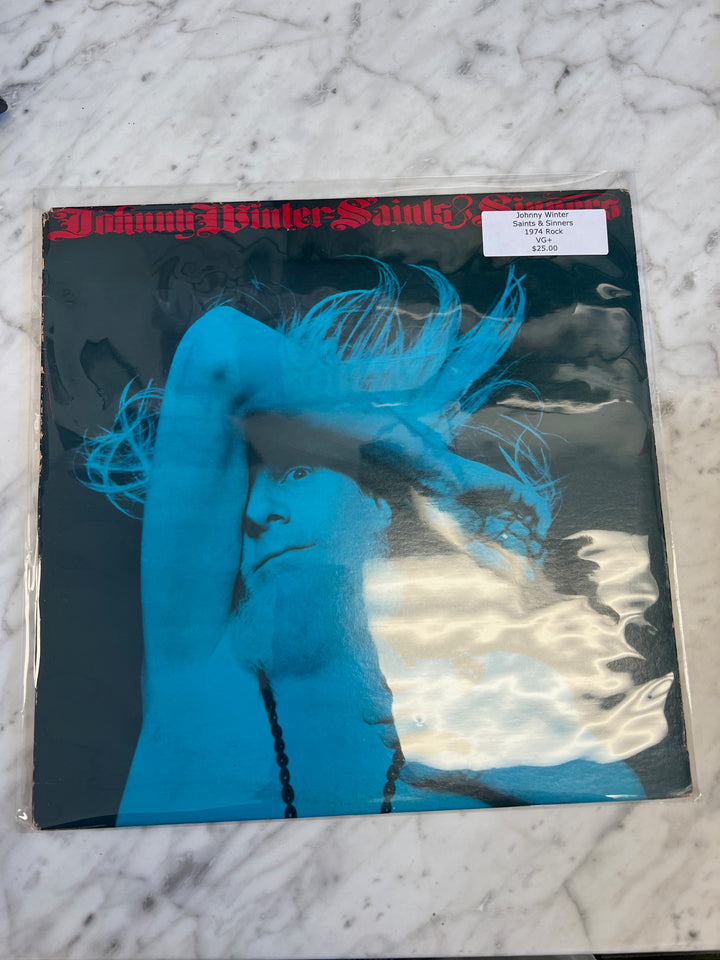 Johnny Winter-Saints & Sinners
Johnny Winter
Saints & Sinners
1974 Rock
VG+
$25.00